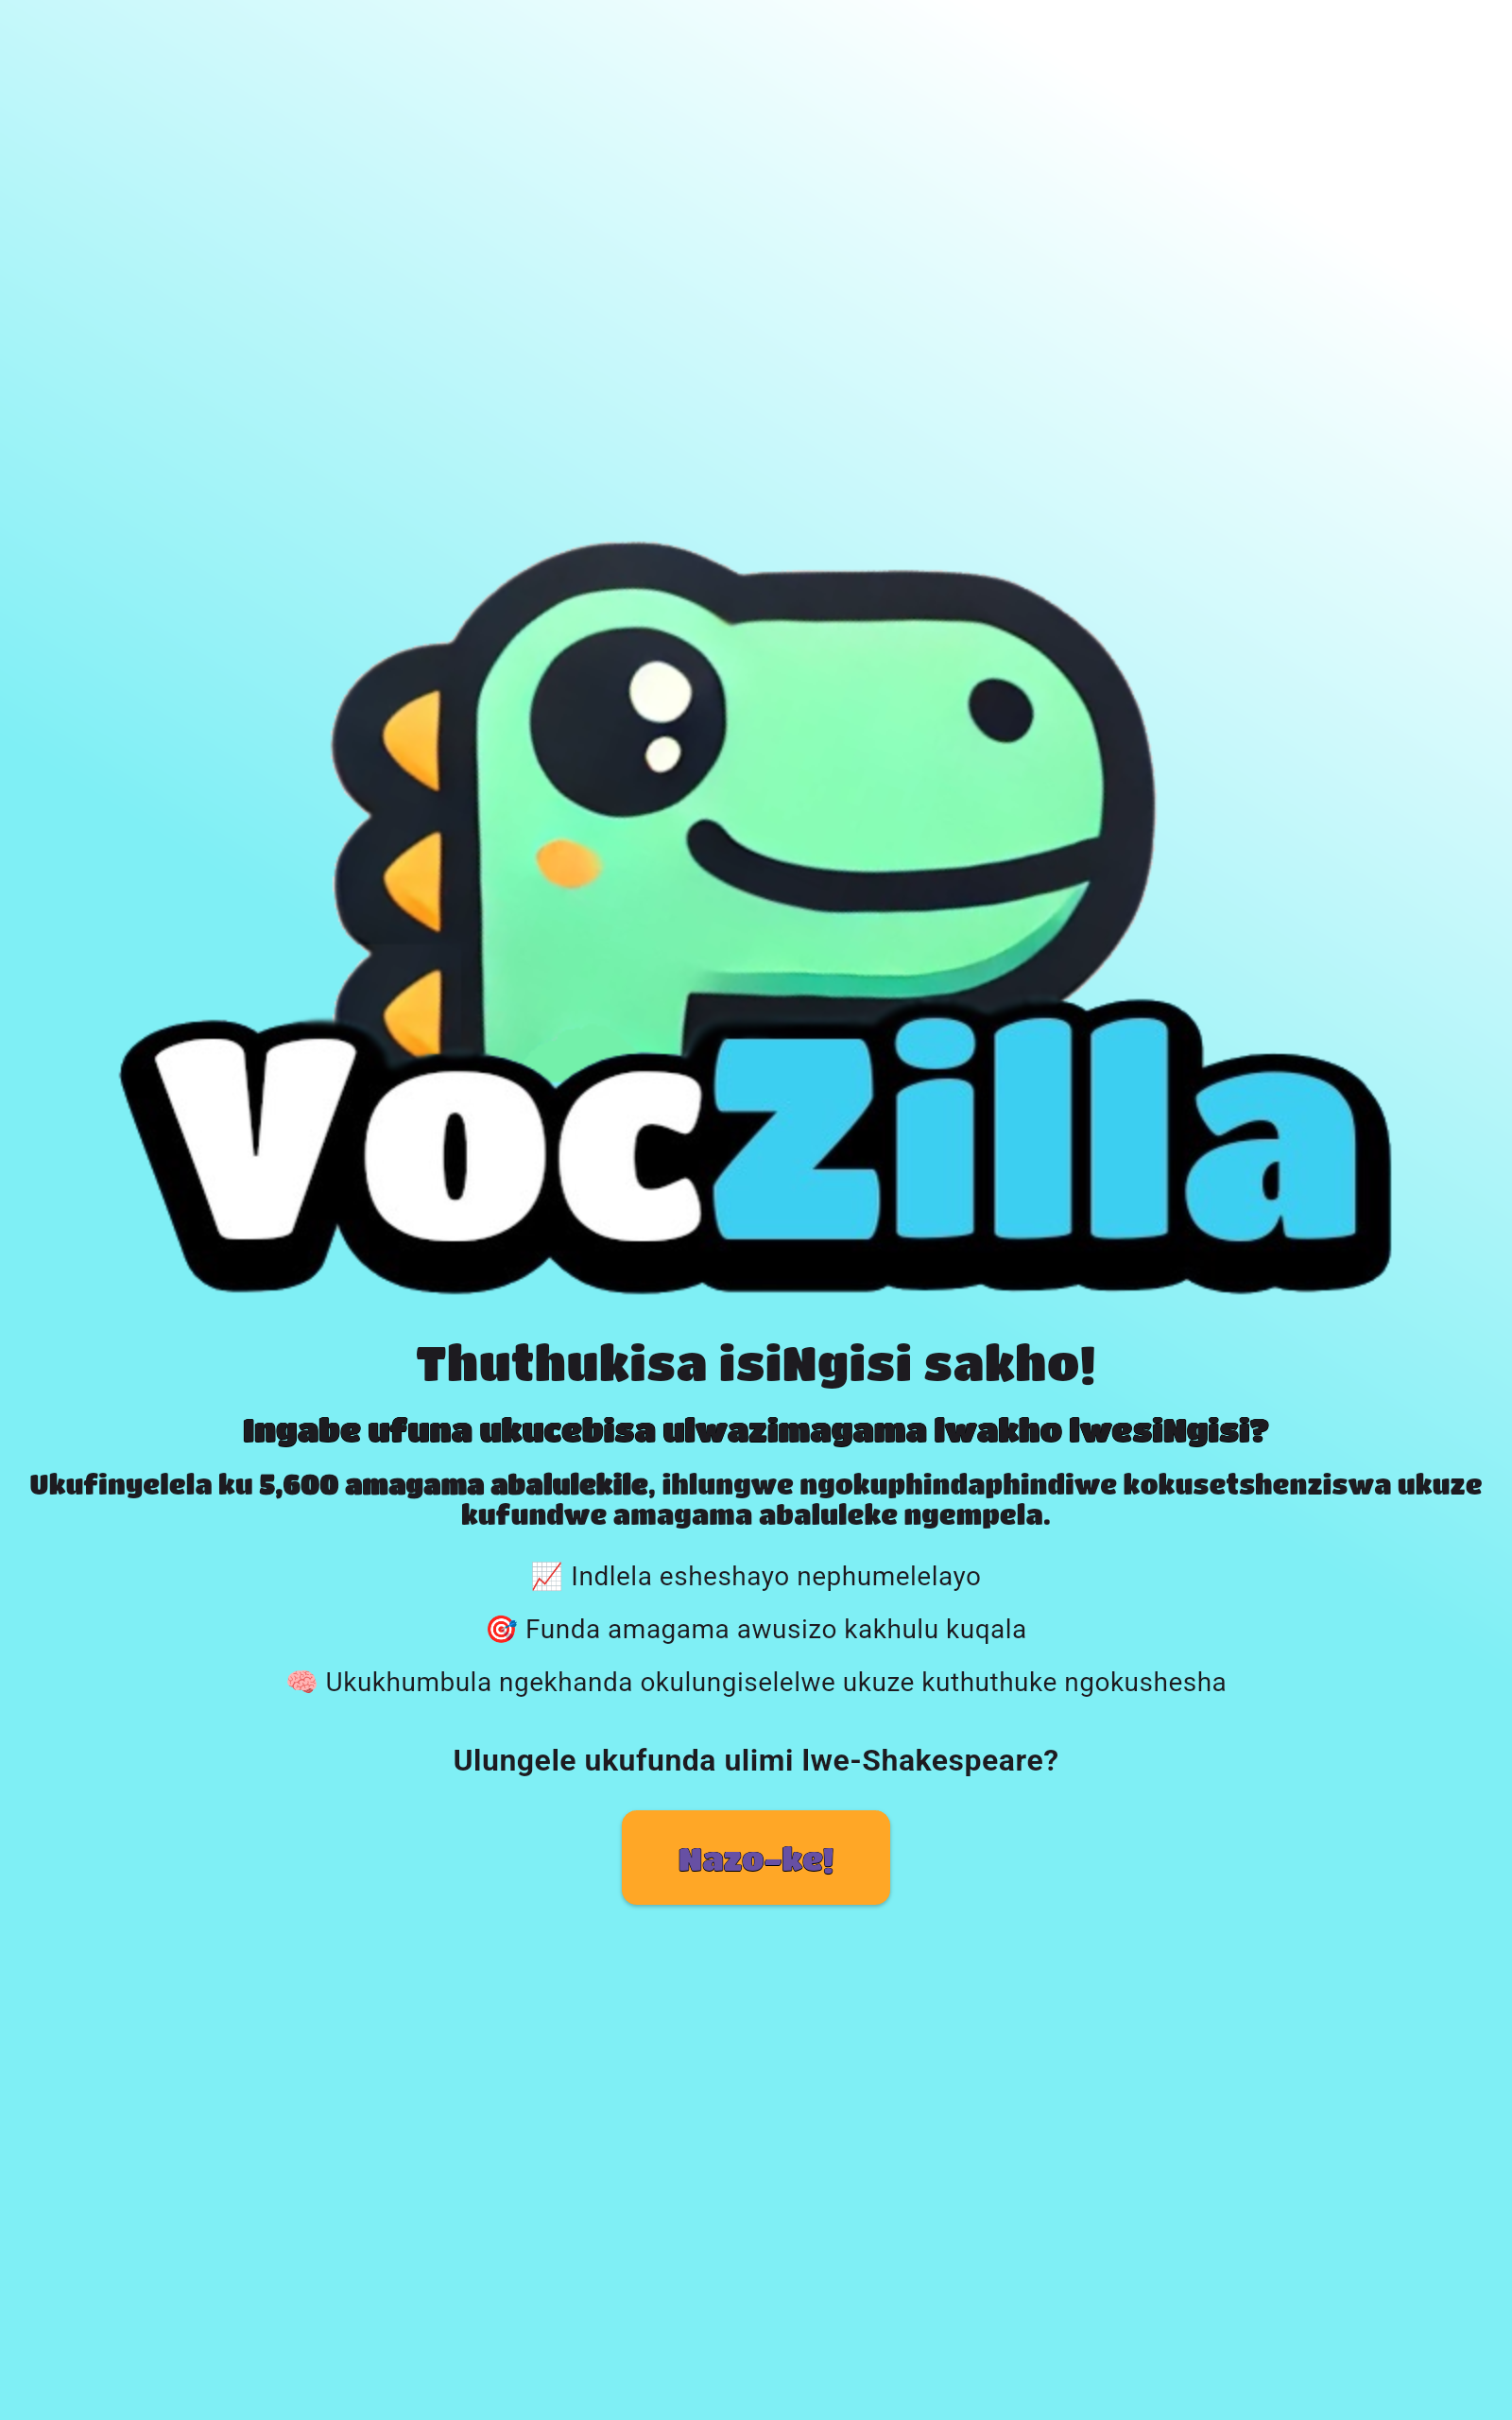 VocZilla
Thuthukisa isiNgisi sakho!
Ingabe ufuna ukucebisa ulwazimagama lwakho lwesiNgisi?
Ukufinyelela ku 5,600 amagama abalulekile, ihlungwe ngokuphindaphindiwe kokusetshenziswa ukuze
kufundwe amagama abaluleke ngempela.
📈 Indlela esheshayo nephumelelayo
🎯 Funda amagama awusizo kakhulu kuqala
🧠 Ukukhumbula ngekhanda okulungiselelwe ukuze kuthuthuke ngokushesha
Ulungele ukufunda ulimi lwe-Shakespeare?
Nazo-ke!